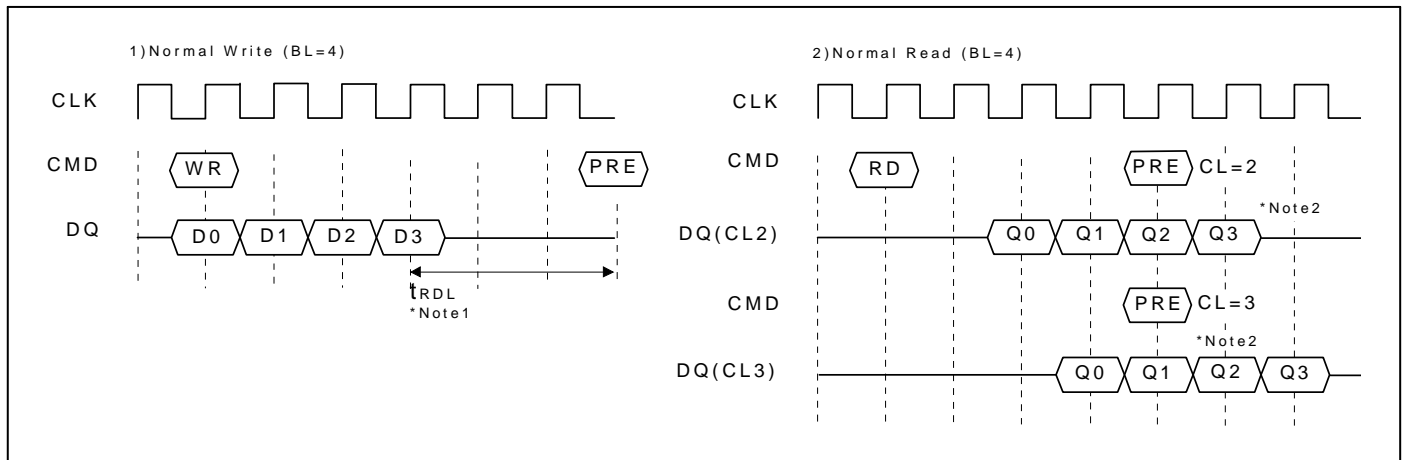 1)Normal Write (BL=4)
CLK
CMD
WR
PRE
DQ
D0
D1
D2
D3
tRDL
*Note1
2)Normal Read (BL=4)
CLK
CMD
RD
PRE
CL=2
*Note2
DQ(CL2)
Q0
Q1
Q2
Q3
CMD
PRE
CL=3
*Note2
DQ(CL3)
Q0
Q1
Q2
Q3